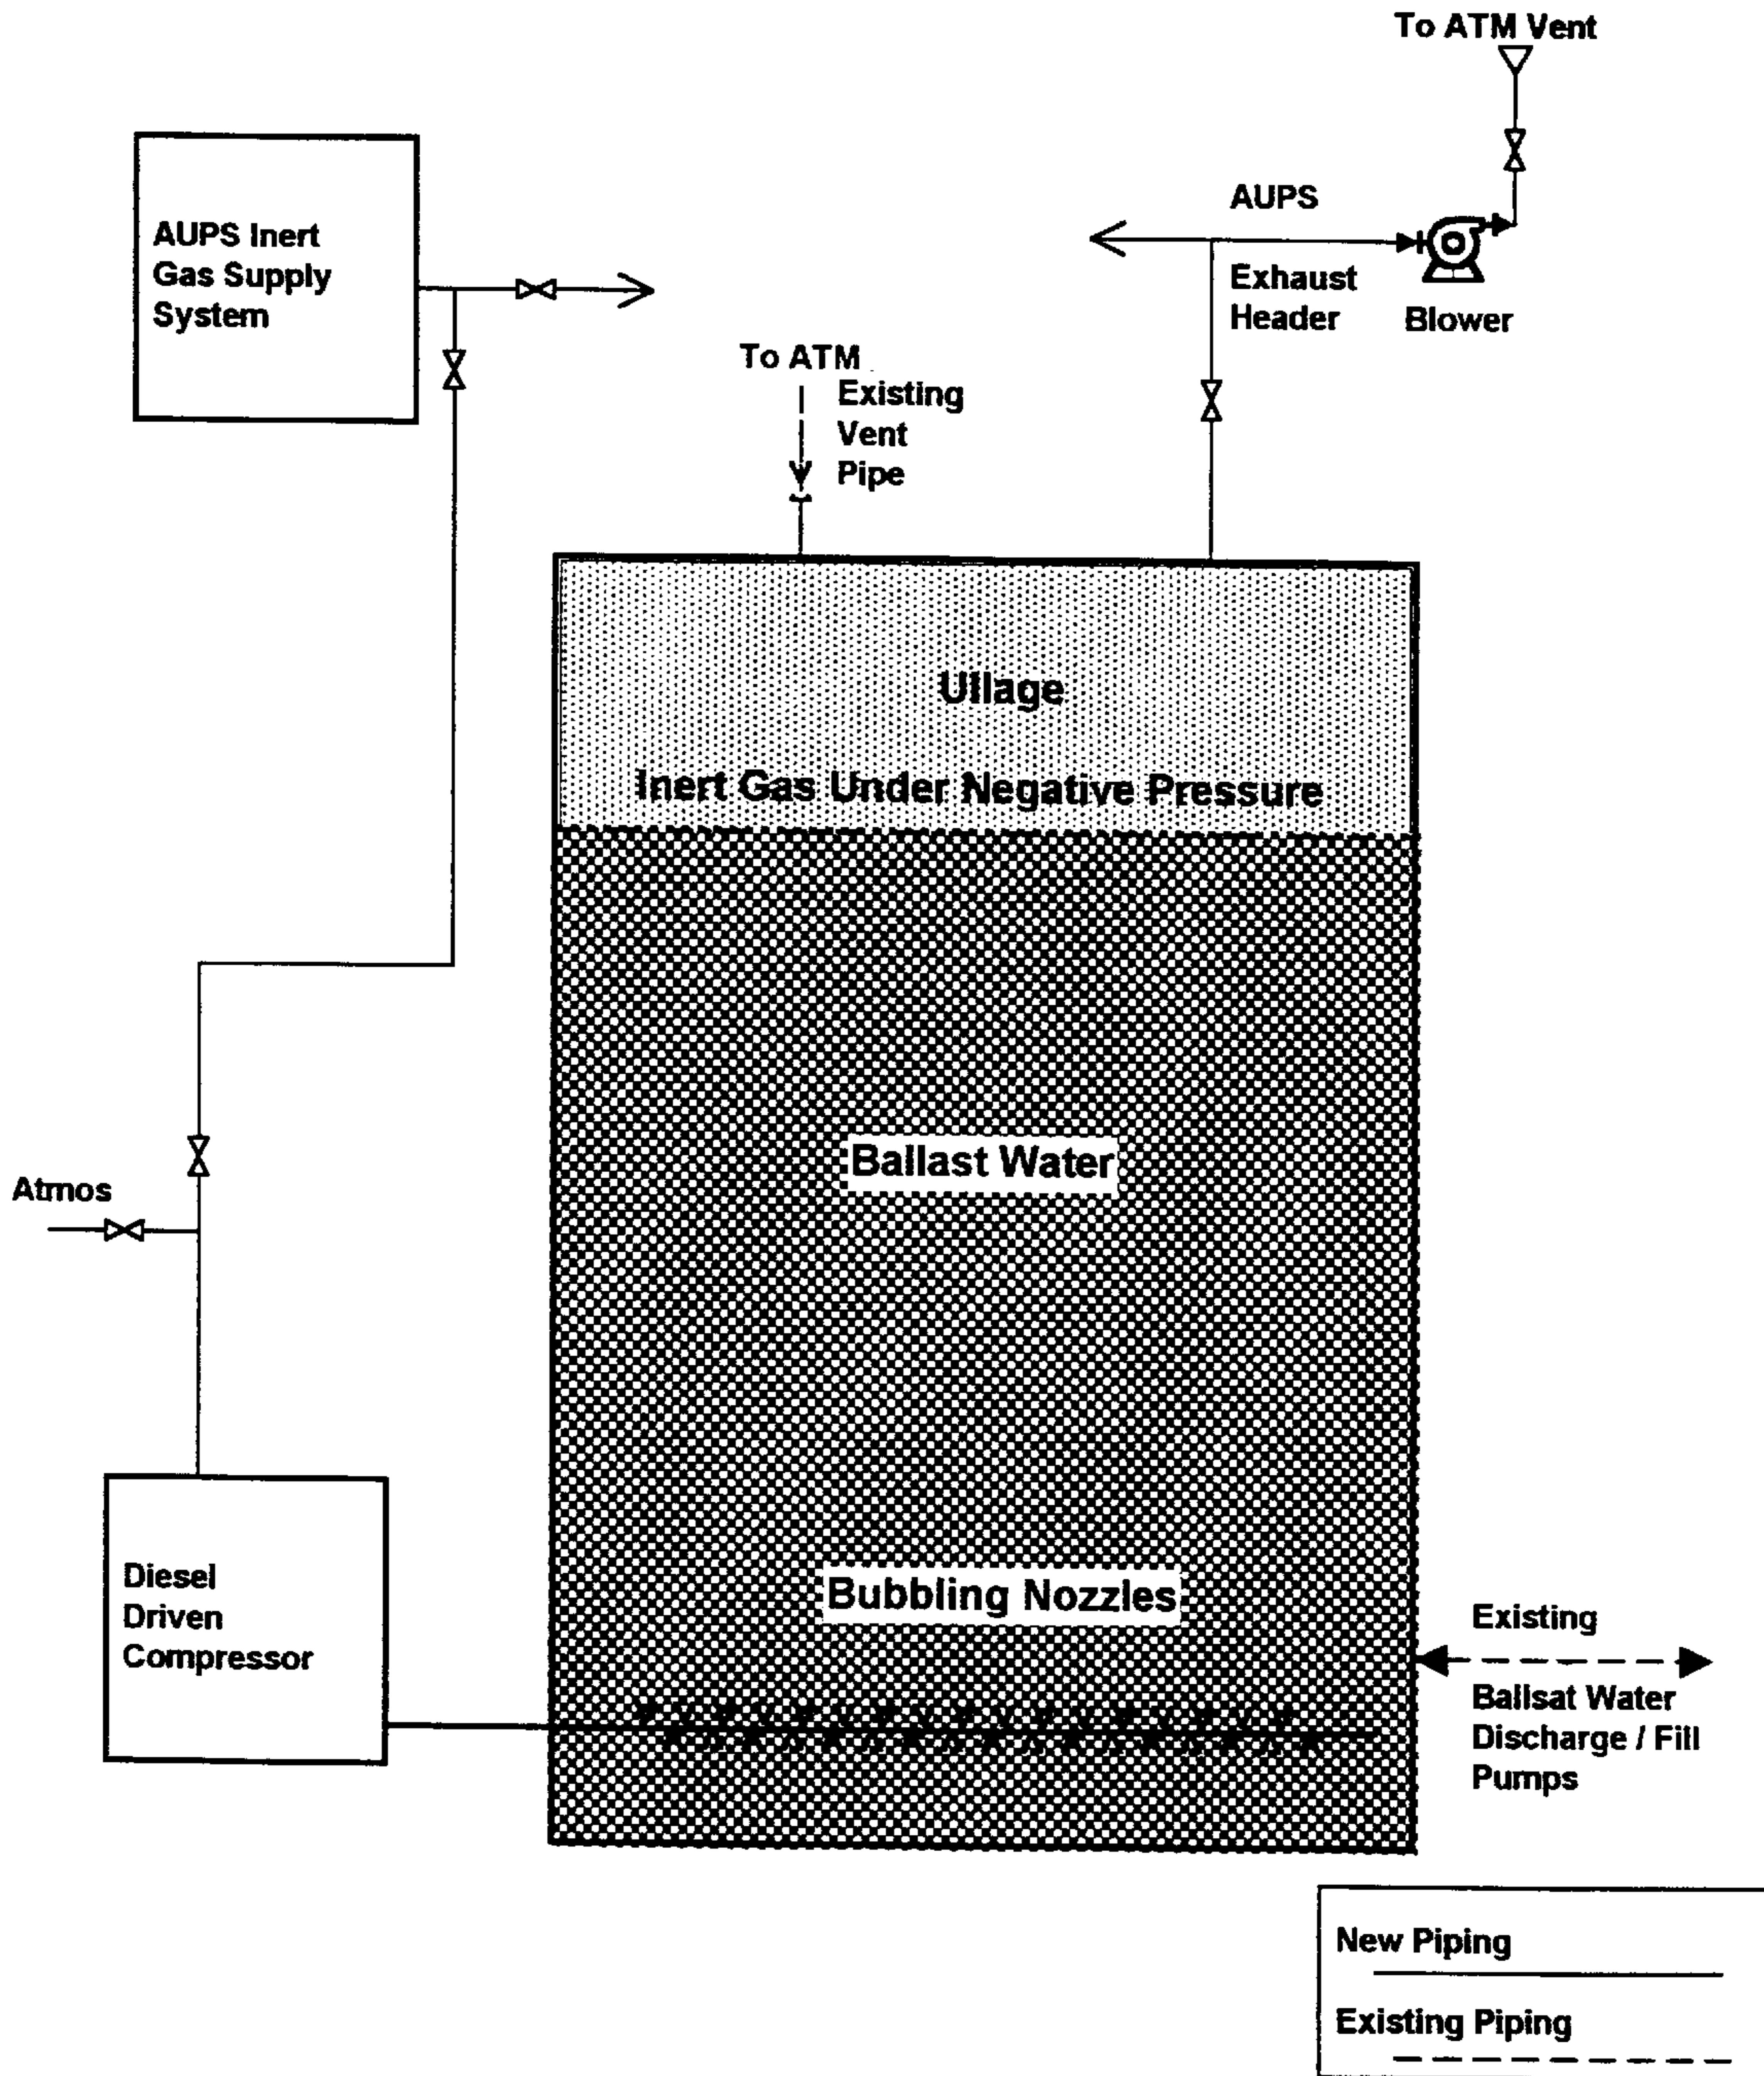 To ATM Vent
AUPS Inert
Gas Supply
System
AUPS
Exhaust
Header
Blower
To ATM
Existing
Vent
Pipe
Ullage
Inert Gas Under Negative Pressure
Ballast Water
Atmos
Bubbling Nozzles
Diesel
Driven
Compressor
Existing
Ballsat Water
Discharge / Fill
Pumps
New Piping
Existing Piping